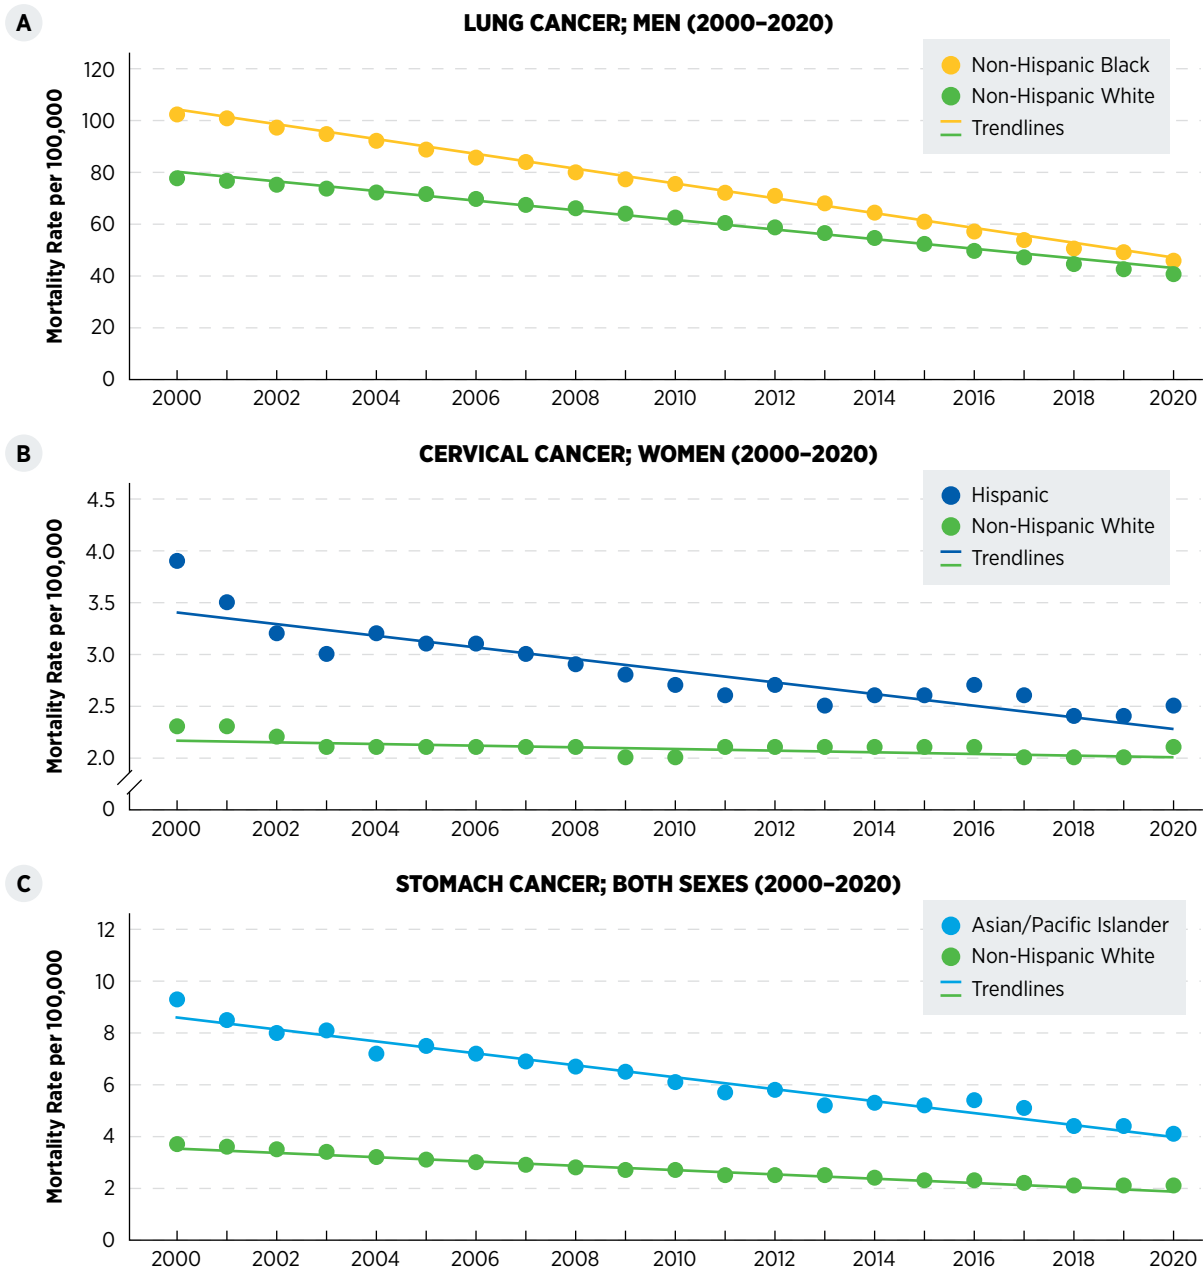 A
LUNG CANCER; MEN (2000–2020)
Mortality Rate per 100,000
120
100
80
60
40
20
0
Non-Hispanic Black
Non-Hispanic White
Trendlines
2000 2002 2004 2006 2008 2010 2012 2014 2016 2018 2020
B
CERVICAL CANCER; WOMEN (2000–2020)
Mortality Rate per 100,000
4.5
4.0
3.5
3.0
2.5
2.0
0
Hispanic
Non-Hispanic White
Trendlines
2000 2002 2004 2006 2008 2010 2012 2014 2016 2018 2020
C
STOMACH CANCER; BOTH SEXES (2000–2020)
Mortality Rate per 100,000
12
10
8
6
4
2
0
Asian/Pacific Islander
Non-Hispanic White
Trendlines
2000 2002 2004 2006 2008 2010 2012 2014 2016 2018 2020